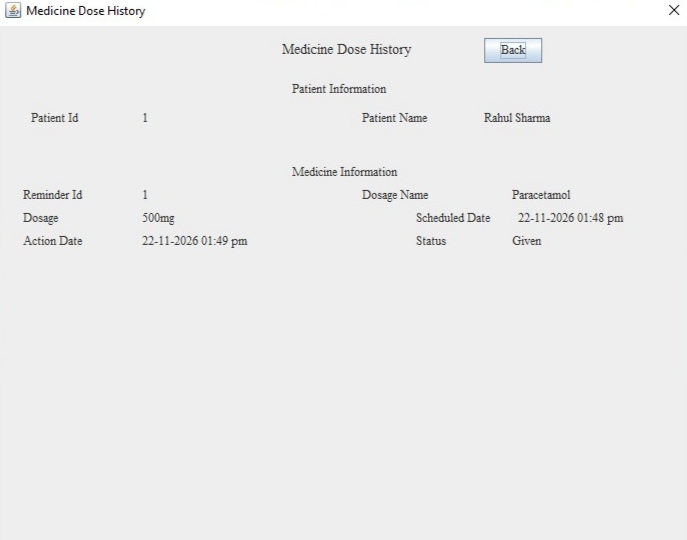 Medicine Dose History
Medicine Dose History Back
Patient Information
Patient Id 1 Patient Name Rahul Sharma
Medicine Information
Reminder Id 1 Dosage Name Paracetamol
Dosage 500mg Scheduled Date 22-11-2026 01:48 pm
Action Date 22-11-2026 01:49 pm Status Given